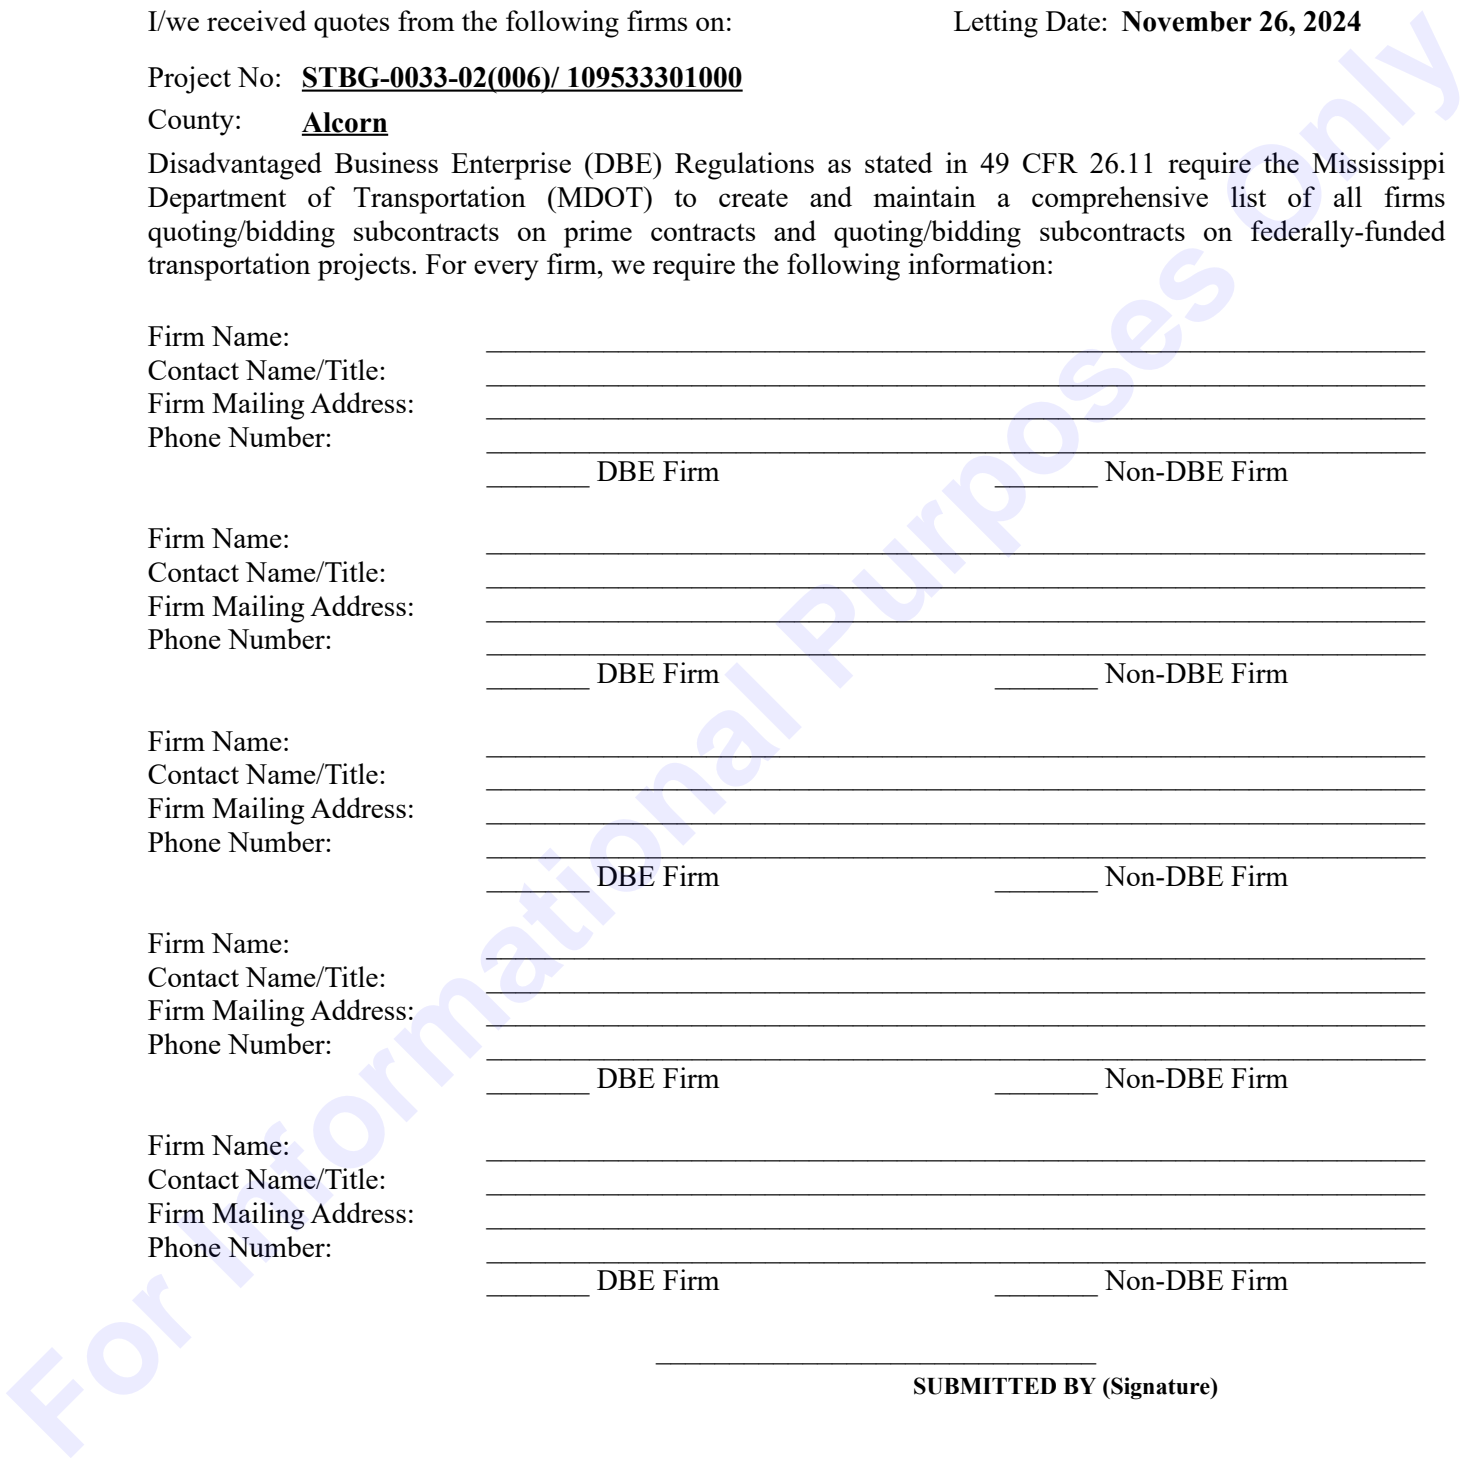 I/we received quotes from the following firms on: Letting Date: November 26, 2024
Project No: STBG-0033-02(006)/ 109533301000
County: Alcorn
Disadvantaged Business Enterprise (DBE) Regulations as stated in 49 CFR 26.11 require the Mississippi
Department of Transportation (MDOT) to create and maintain a comprehensive list of all firms
quoting/bidding subcontracts on prime contracts and quoting/bidding subcontracts on federally-funded
transportation projects. For every firm, we require the following information:
Firm Name:
Contact Name/Title:
Firm Mailing Address:
Phone Number:
DBE Firm Non-DBE Firm
Firm Name:
Contact Name/Title:
Firm Mailing Address:
Phone Number:
DBE Firm Non-DBE Firm
Firm Name:
Contact Name/Title:
Firm Mailing Address:
Phone Number:
DBE Firm Non-DBE Firm
Firm Name:
Contact Name/Title:
Firm Mailing Address:
Phone Number:
DBE Firm Non-DBE Firm
Firm Name:
Contact Name/Title:
Firm Mailing Address:
Phone Number:
DBE Firm Non-DBE Firm
SUBMITTED BY (Signature)
For Informational Purposes Only